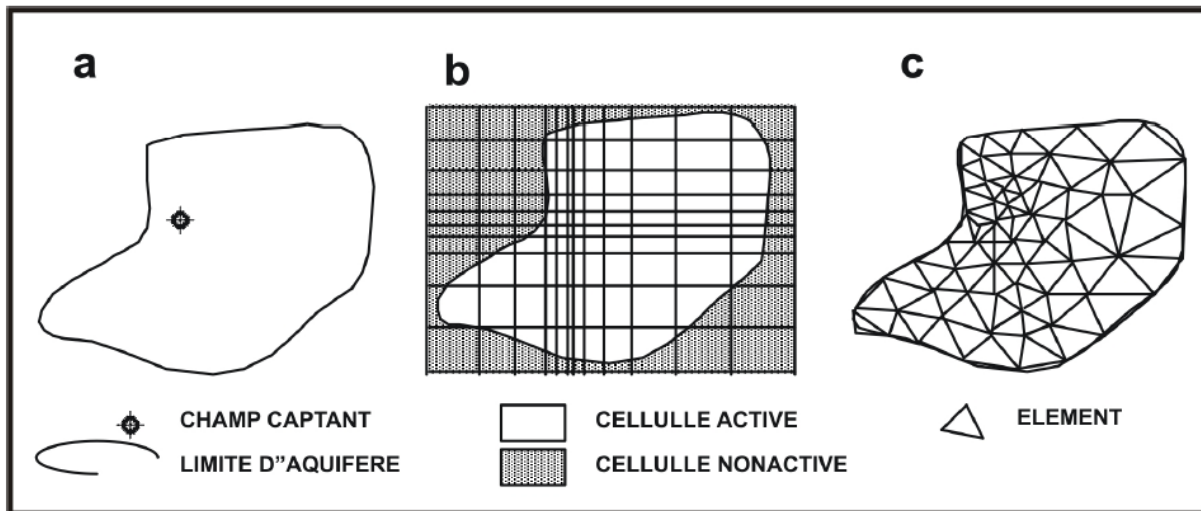 a
b
c
CHAMP CAPTANT
LIMITE D"AQUIFERE
CELLULLE ACTIVE
CELLULLE NONACTIVE
ELEMENT